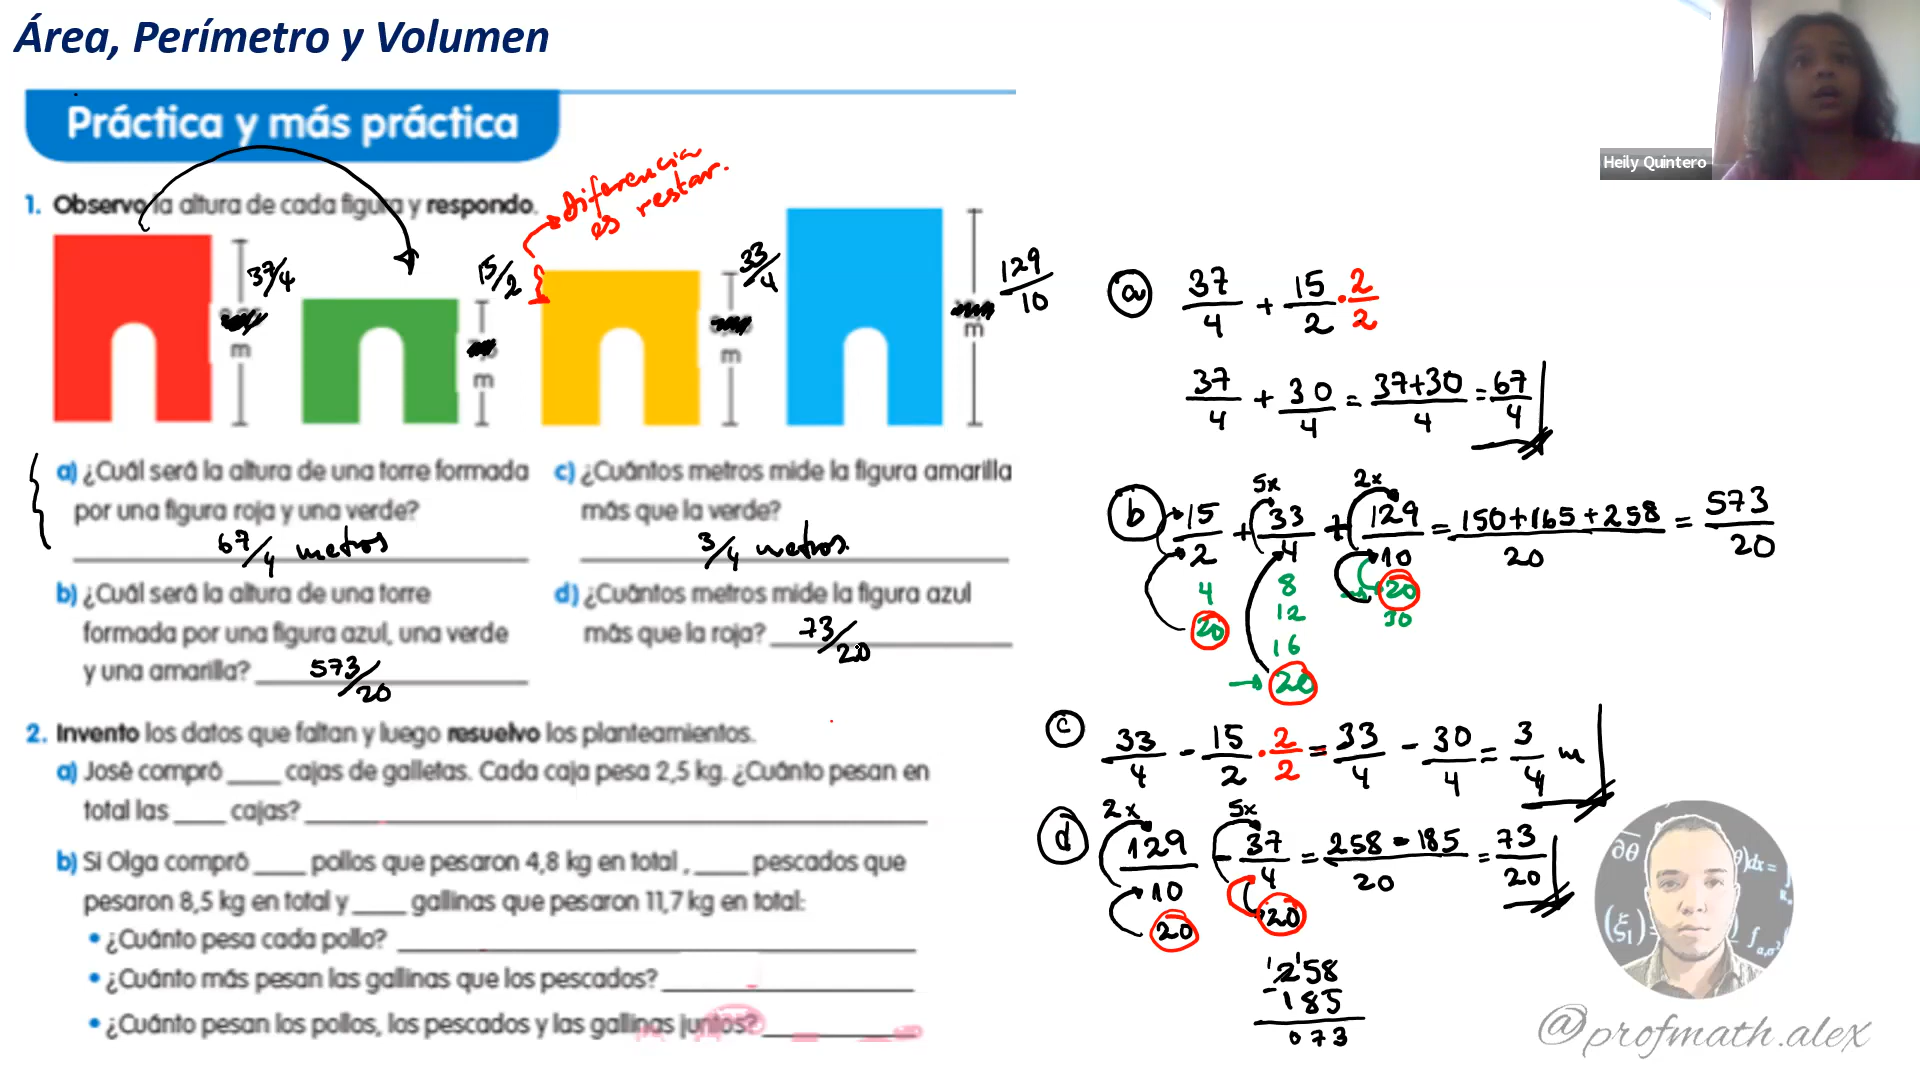 Área, Perímetro y Volumen
Práctica y más práctica
Heily Quintero
1. Observo la altura de cada figura y respondo.
Diferencia
es restar.
37/4
m
15/2
m
33/4
m
129/10
m
a) ¿Cuál será la altura de una torre formada
por una figura roja y una verde?
67/4 metros
b) ¿Cuál será la altura de una torre
formada por una figura azul, una verde
y una amarilla? 573/20
c) ¿Cuántos metros mide la figura amarilla
más que la verde?
3/4 metros.
d) ¿Cuántos metros mide la figura azul
más que la roja? 73/20
2. Invento los datos que faltan y luego resuelvo los planteamientos.
a) José compró ____ cajas de galletas. Cada caja pesa 2,5 kg. ¿Cuánto pesan en
total las ____ cajas?
b) Si Olga compró ____ pollos que pesaron 4,8 kg en total , ____ pescados que
pesaron 8,5 kg en total y ____ gallinas que pesaron 11,7 kg en total:
• ¿Cuánto pesa cada pollo?
• ¿Cuánto más pesan las gallinas que los pescados?
• ¿Cuánto pesan los pollos, los pescados y las gallinas juntos?
a 37/4 + 15/2 · 2/2
37/4 + 30/4 = 37+30/4 = 67/4
5x 2x
b 15/2 + 33/4 + 129/10 = 150+165+258/20 = 573/20
4 8 20
20 12 30
16
20
c 33/4 - 15/2 · 2/2 = 33/4 - 30/4 = 3/4 m
2x 5x
d 129/10 - 37/4 = 258-185/20 = 73/20
20 20
258
- 185
073
@profmath.alex